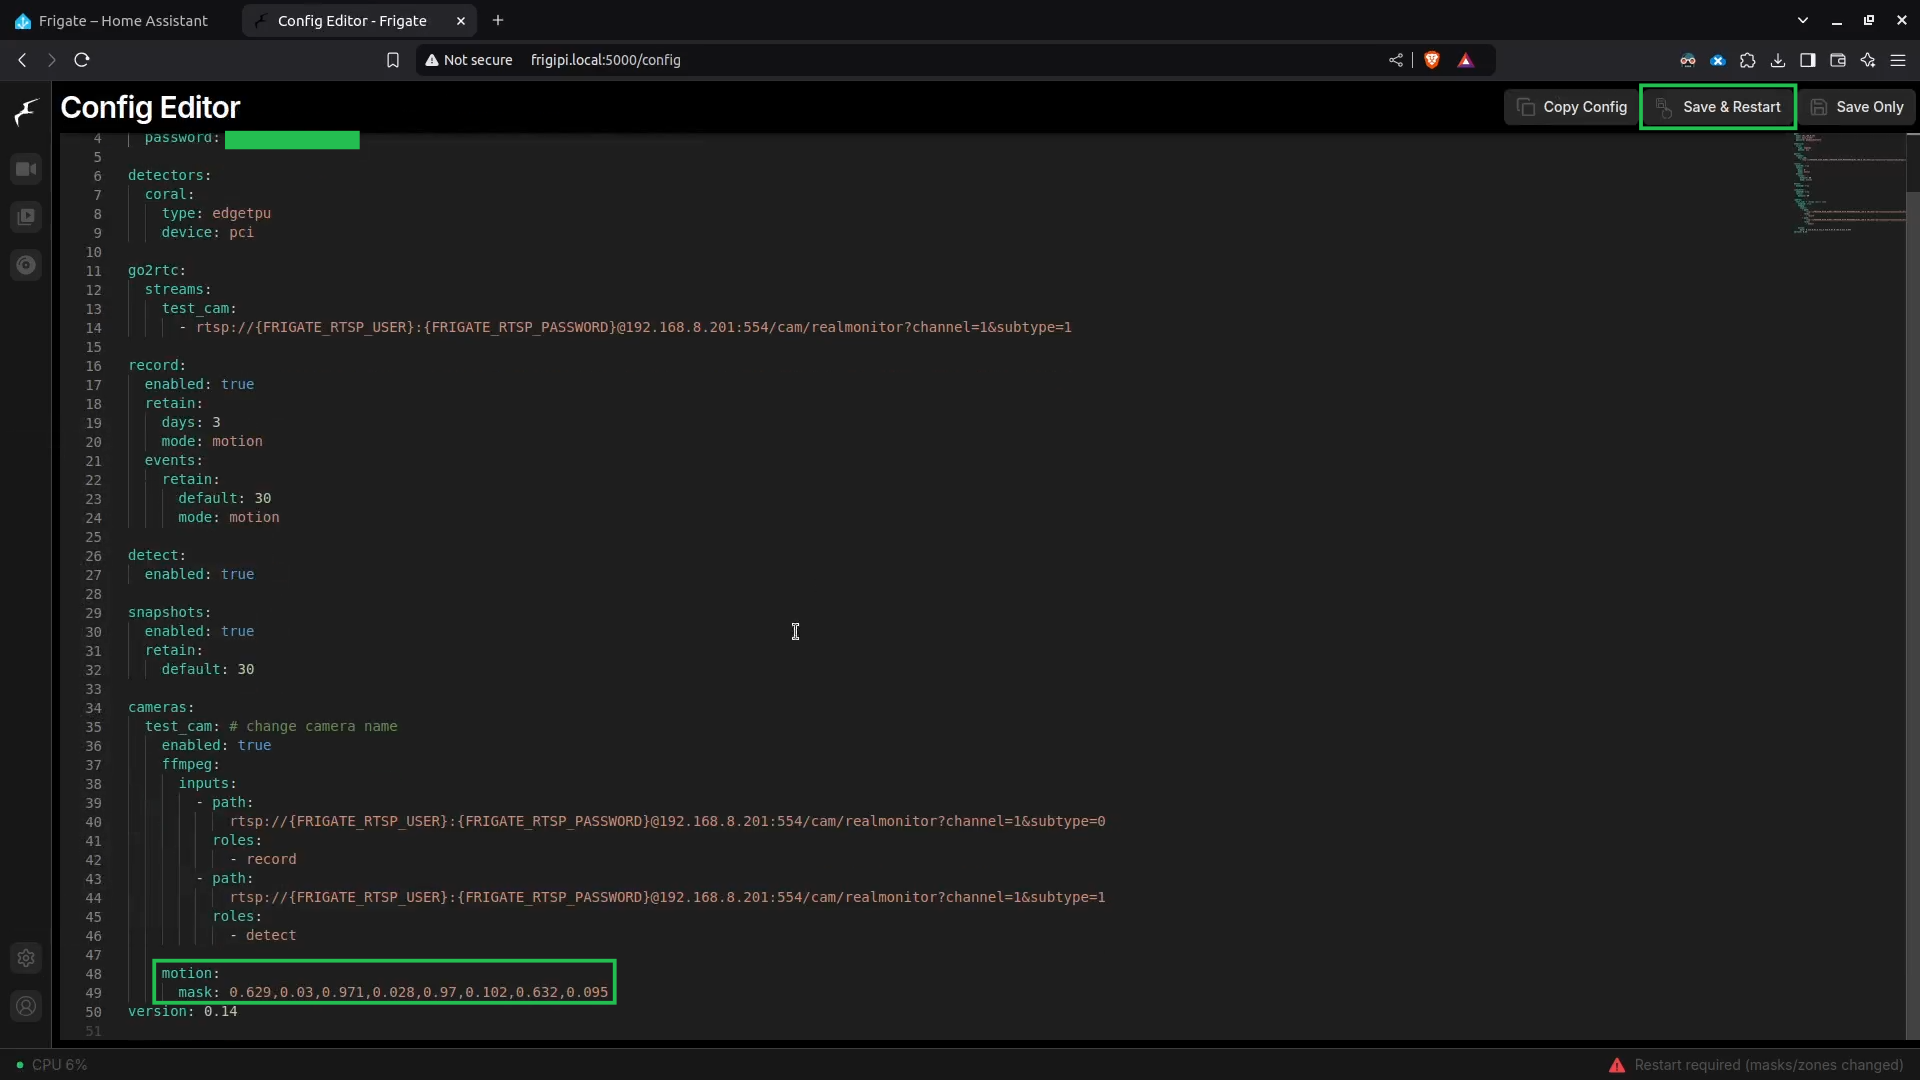 Frigate – Home Assistant
Config Editor - Frigate
Not secure frigipi.local:5000/config
Config Editor
Copy Config
Save & Restart
Save Only
4 password:
5
6 detectors:
7 coral:
8 type: edgetpu
9 device: pci
10
11 go2rtc:
12 streams:
13 test_cam:
14 - rtsp://{FRIGATE_RTSP_USER}:{FRIGATE_RTSP_PASSWORD}@192.168.8.201:554/cam/realmonitor?channel=1&subtype=1
15
16 record:
17 enabled: true
18 retain:
19 days: 3
20 mode: motion
21 events:
22 retain:
23 default: 30
24 mode: motion
25
26 detect:
27 enabled: true
28
29 snapshots:
30 enabled: true
31 retain:
32 default: 30
33
34 cameras:
35 test_cam: # change camera name
36 enabled: true
37 ffmpeg:
38 inputs:
39 - path:
40 rtsp://{FRIGATE_RTSP_USER}:{FRIGATE_RTSP_PASSWORD}@192.168.8.201:554/cam/realmonitor?channel=1&subtype=0
41 roles:
42 - record
43 - path:
44 rtsp://{FRIGATE_RTSP_USER}:{FRIGATE_RTSP_PASSWORD}@192.168.8.201:554/cam/realmonitor?channel=1&subtype=1
45 roles:
46 - detect
47
48 motion:
49 mask: 0.629,0.03,0.971,0.028,0.97,0.102,0.632,0.095
50 version: 0.14
51
CPU 6%
Restart required (masks/zones changed)